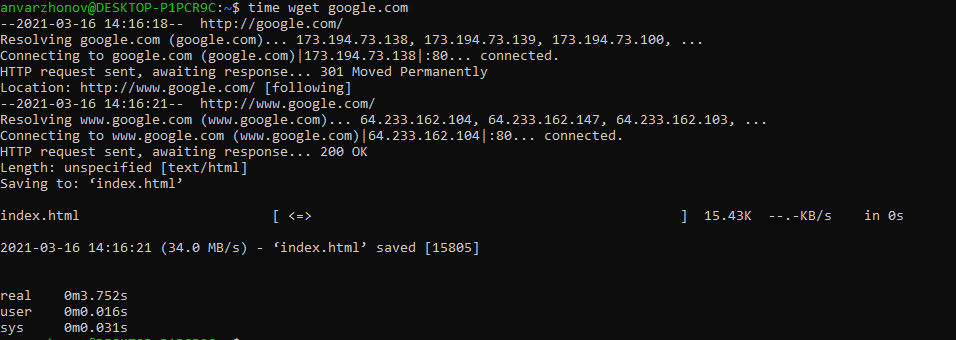 anvarzhonov@DESKTOP-P1PCR9C:~$ time wget google.com
--2021-03-16 14:16:18--  http://google.com/
Resolving google.com (google.com)... 173.194.73.138, 173.194.73.139, 173.194.73.100, ...
Connecting to google.com (google.com)|173.194.73.138|:80... connected.
HTTP request sent, awaiting response... 301 Moved Permanently
Location: http://www.google.com/ [following]
--2021-03-16 14:16:21--  http://www.google.com/
Resolving www.google.com (www.google.com)... 64.233.162.104, 64.233.162.147, 64.233.162.103, ...
Connecting to www.google.com (www.google.com)|64.233.162.104|:80... connected.
HTTP request sent, awaiting response... 200 OK
Length: unspecified [text/html]
Saving to: ‘index.html’
index.html                        [ <=>                                              ]  15.43K  --.-KB/s    in 0s
2021-03-16 14:16:21 (34.0 MB/s) - ‘index.html’ saved [15805]
real    0m3.752s
user    0m0.016s
sys     0m0.031s